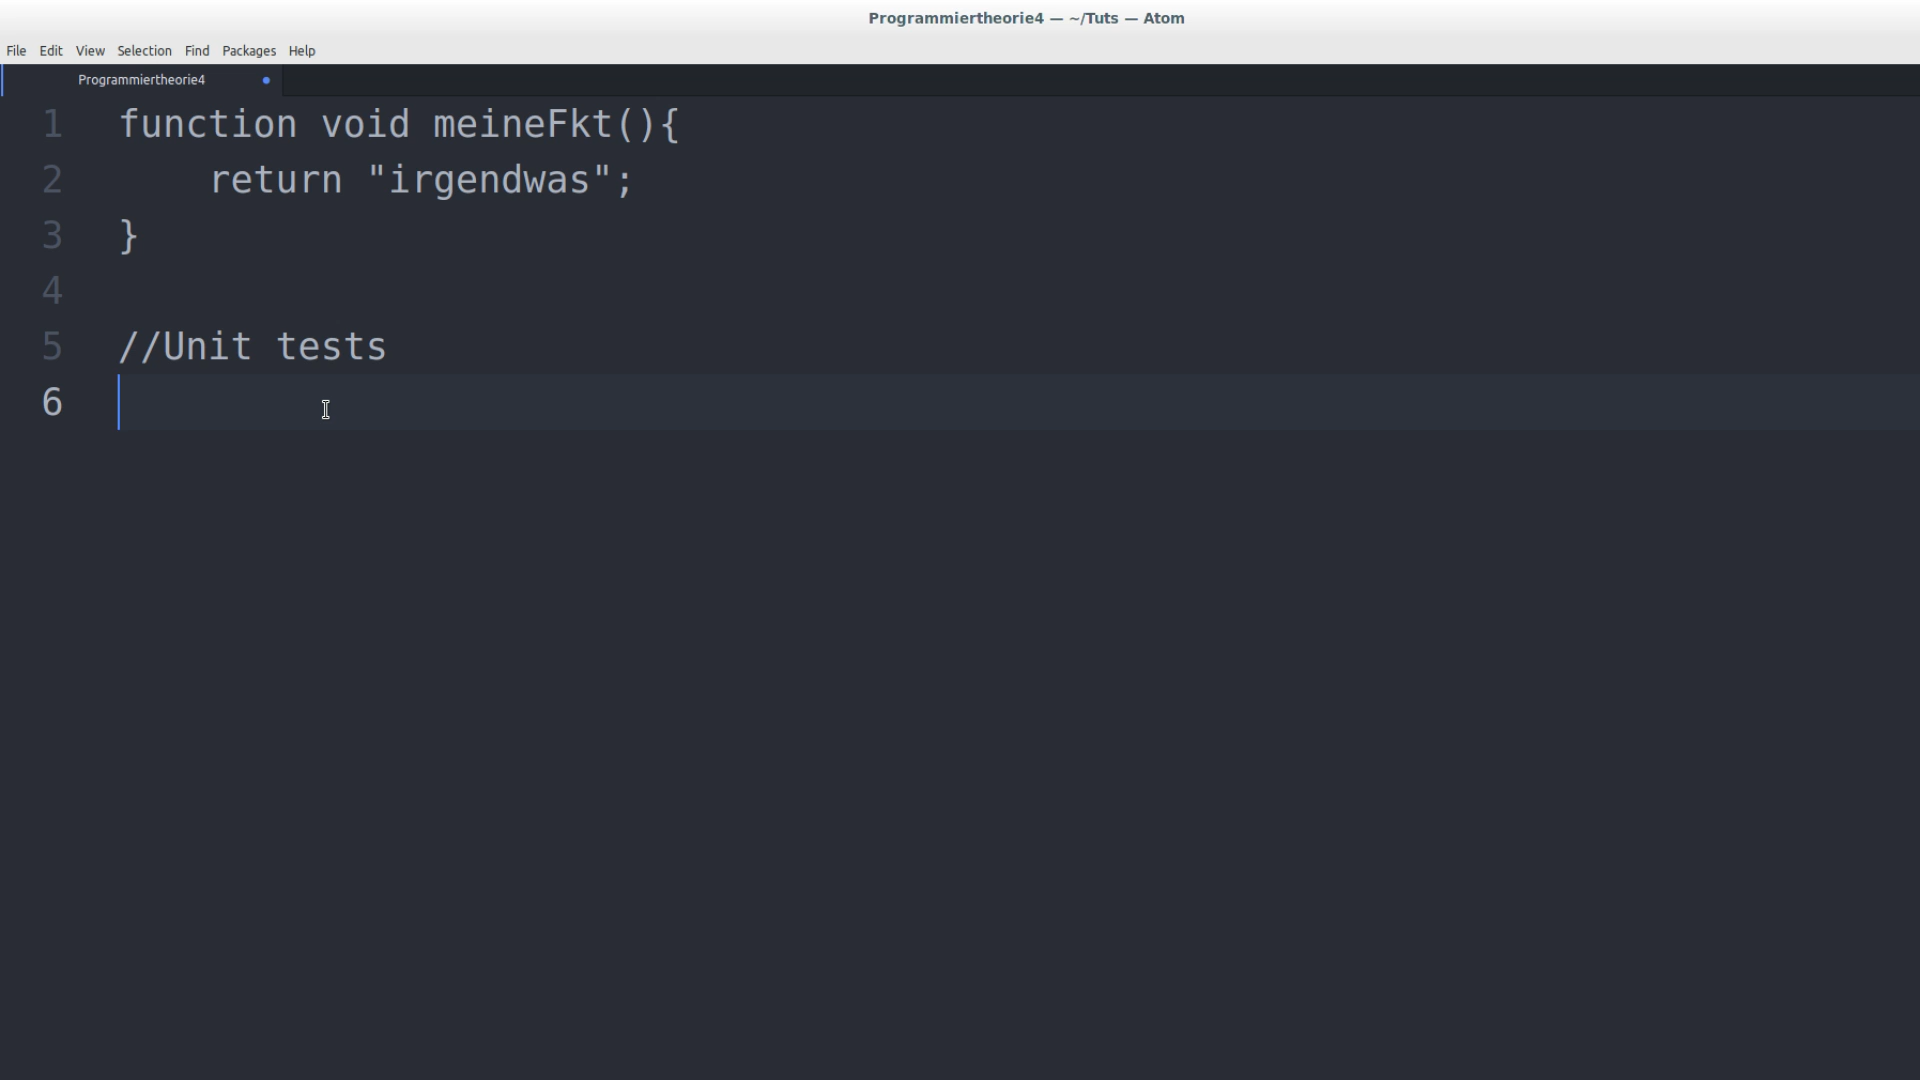 Programmiertheorie4 — ~/Tuts — Atom
File Edit View Selection Find Packages Help
Programmiertheorie4
1 function void meineFkt(){
2 return "irgendwas";
3 }
4
5 //Unit tests
6